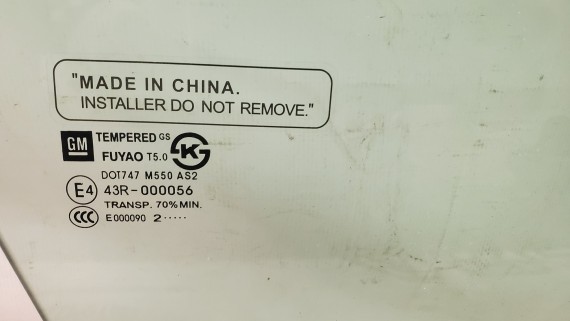 "MADE IN CHINA.
INSTALLER DO NOT REMOVE."
GM TEMPERED GS
FUYAO T5.0
K
DOT747 M550 AS2
E4 43R-000056
TRANSP. 70% MIN.
CCC E000090 2·····